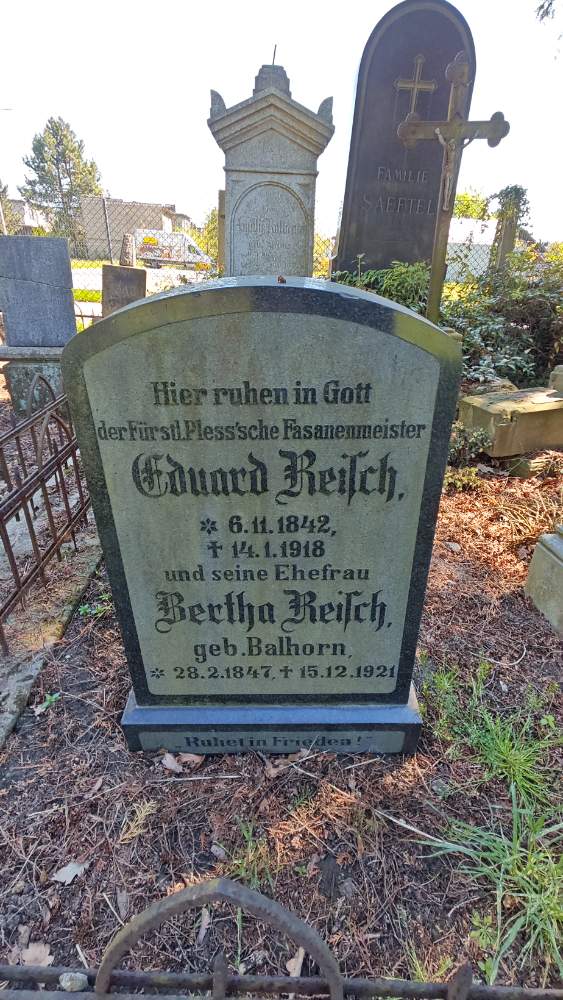 FAMILIE
SAEFTEL
Hier ruhen in Gott
der Fürstl. Pless'sche Fasanenmeister
Eduard Reisch,
* 6.11.1842,
† 14.1.1918
und seine Ehefrau
Bertha Reisch,
geb. Balhorn,
* 28.2.1847, † 15.12.1921
„Ruhet in Frieden!"